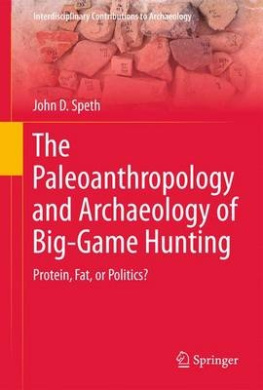 Interdisciplinary Contributions to Archaeology
John D. Speth
The
Paleoanthropology
and Archaeology of
Big-Game Hunting
Protein, Fat, or Politics?
Springer